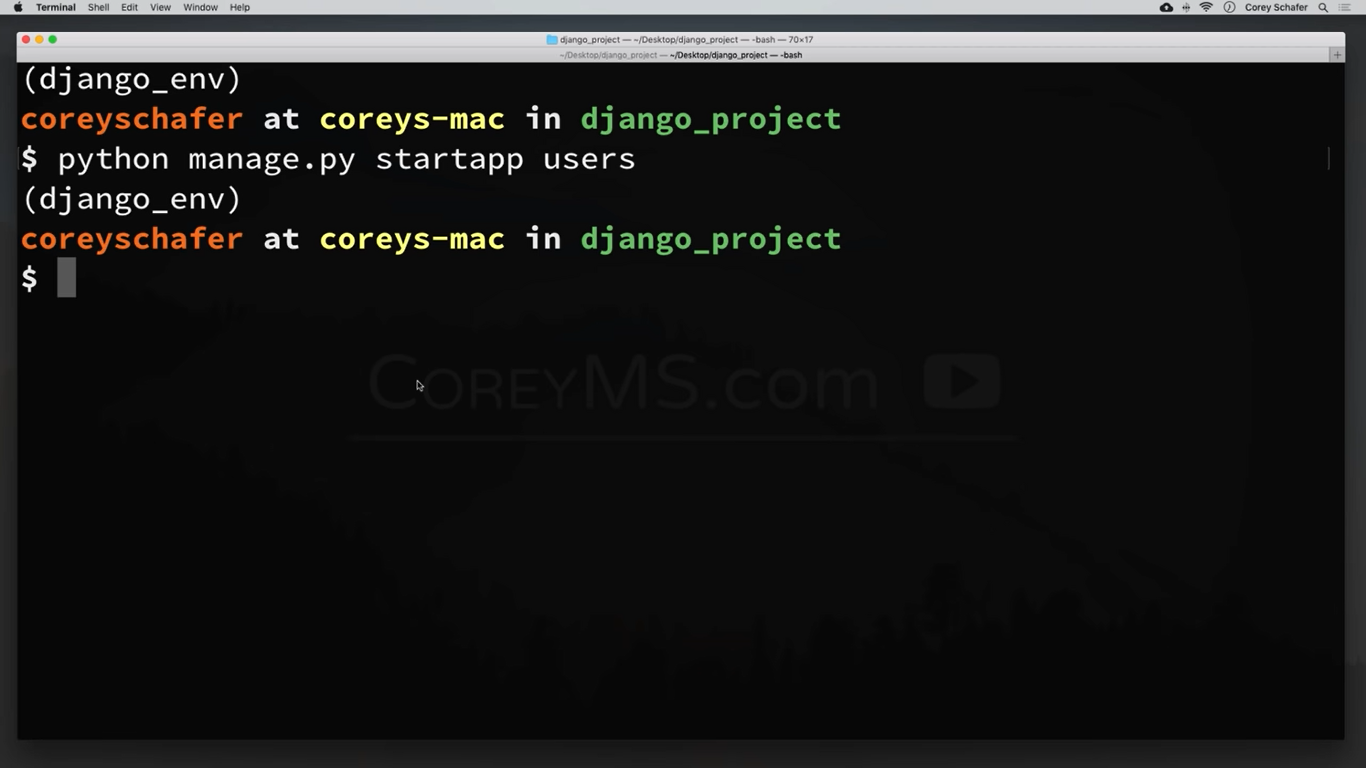 Terminal Shell Edit View Window Help Corey Schafer
django_project — ~/Desktop/django_project — -bash — 70×17
~/Desktop/django_project — ~/Desktop/django_project — -bash
(django_env)
coreyschafer at coreys-mac in django_project
$ python manage.py startapp users
(django_env)
coreyschafer at coreys-mac in django_project
$
CoreyMS.com